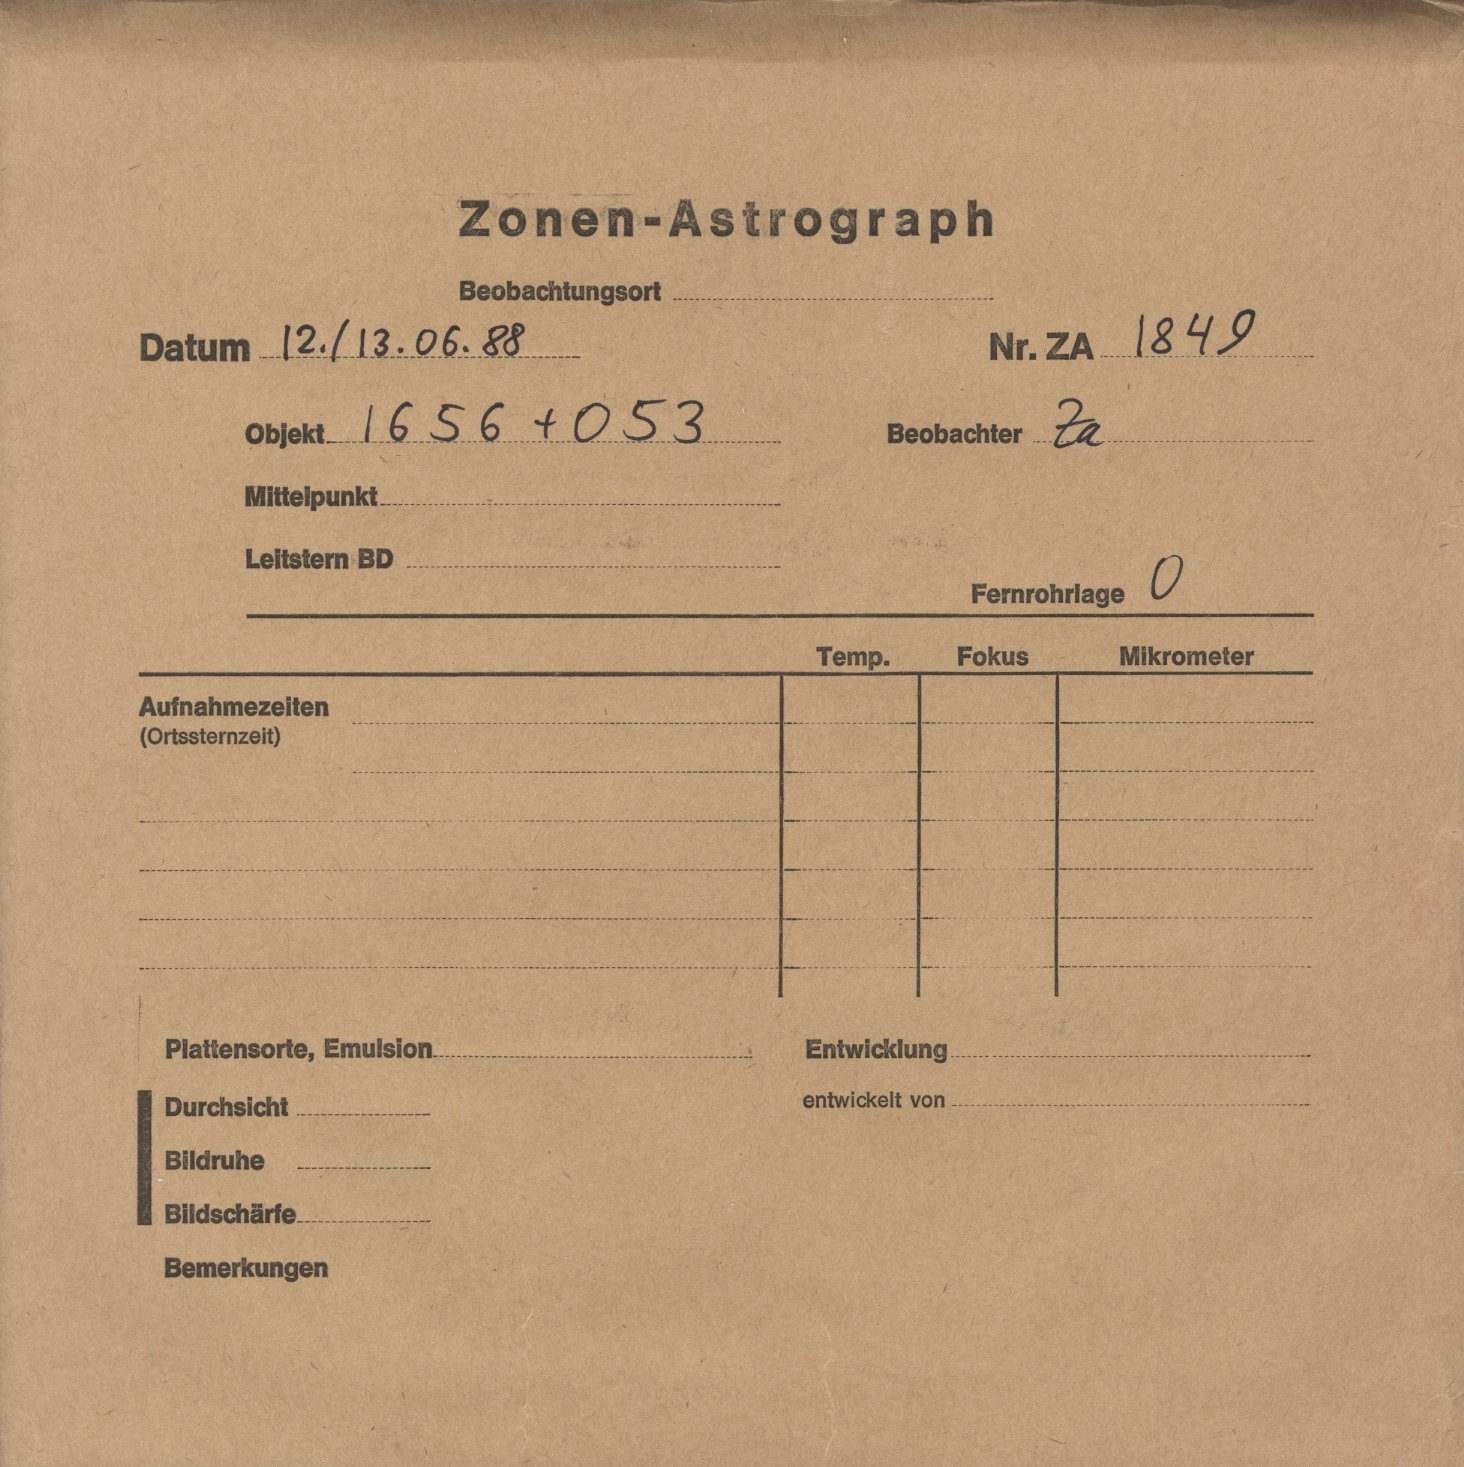 Zonen-Astrograph
Beobachtungsort
Datum 12./13.06.88 Nr. ZA 1849
Objekt 1656+053 Beobachter Za
Mittelpunkt
Leitstern BD
Fernrohrlage O
Temp. Fokus Mikrometer
Aufnahmezeiten
(Ortssternzeit)
Plattensorte, Emulsion Entwicklung
Durchsicht entwickelt von
Bildruhe
Bildschärfe
Bemerkungen